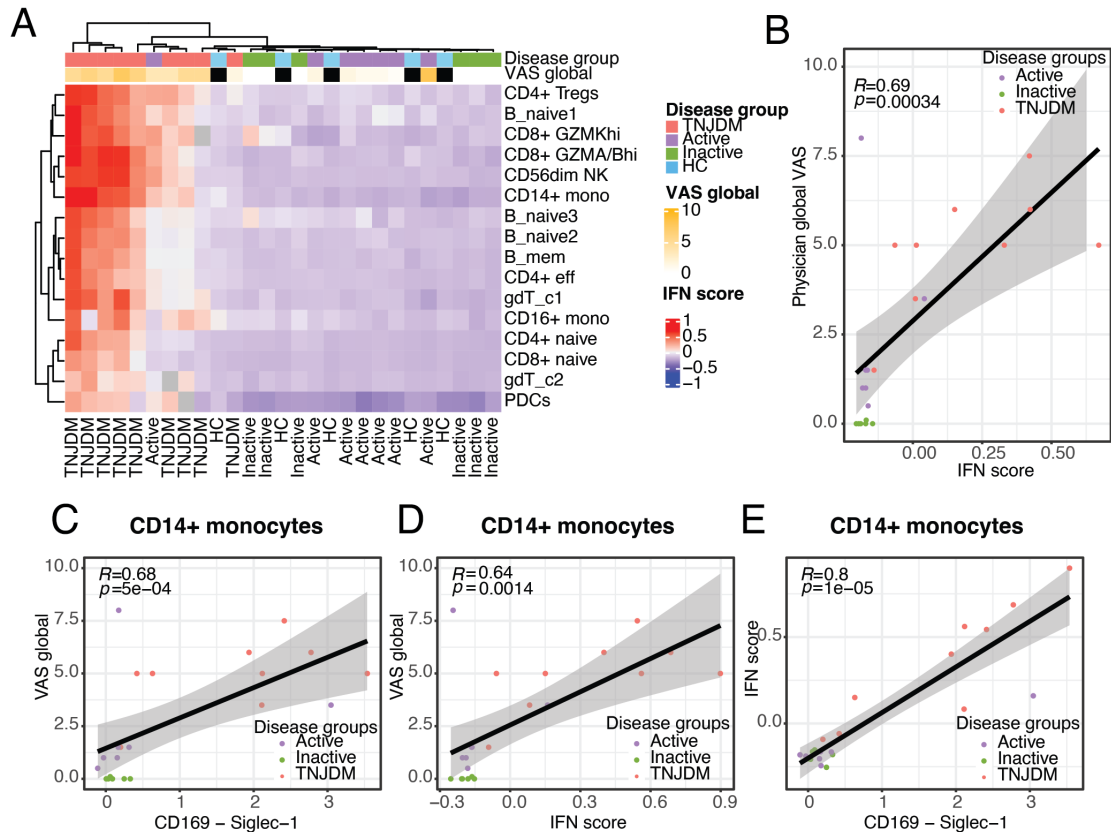 A
Disease group
VAS global
CD4+ Tregs
B_naive1
CD8+ GZMKhi
CD8+ GZMA/Bhi
CD56dim NK
CD14+ mono
B_naive3
B_naive2
B_mem
CD4+ eff
gdT_c1
CD16+ mono
CD4+ naive
CD8+ naive
gdT_c2
PDCs
TNJDM
TNJDM
TNJDM
TNJDM
TNJDM
Active
TNJDM
TNJDM
TNJDM
HC
TNJDM
Inactive
Inactive
HC
Inactive
Active
HC
Active
Active
Active
Active
HC
Active
HC
Inactive
Inactive
Inactive
Disease group
TNJDM
Active
Inactive
HC
VAS global
10
5
0
IFN score
1
0.5
0
−0.5
−1
B
R=0.69
p=0.00034
Disease groups
Active
Inactive
TNJDM
Physician global VAS
10.0
7.5
5.0
2.5
0.0
0.00 0.25 0.50
IFN score
C
CD14+ monocytes
R=0.68
p=5e−04
VAS global
10.0
7.5
5.0
2.5
0.0
Disease groups
Active
Inactive
TNJDM
0 1 2 3
CD169 − Siglec−1
D
CD14+ monocytes
R=0.64
p=0.0014
VAS global
10.0
7.5
5.0
2.5
0.0
Disease groups
Active
Inactive
TNJDM
−0.3 0.0 0.3 0.6 0.9
IFN score
E
CD14+ monocytes
R=0.8
p=1e−05
IFN score
0.5
0.0
Disease groups
Active
Inactive
TNJDM
0 1 2 3
CD169 − Siglec−1